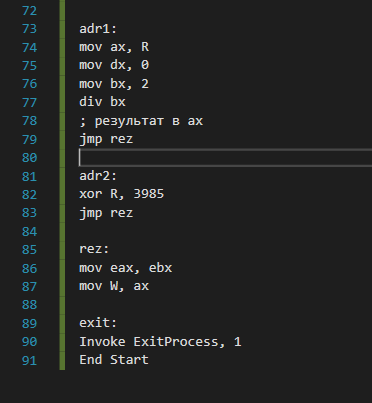 72
73 adr1:
74 mov ax, R
75 mov dx, 0
76 mov bx, 2
77 div bx
78 ; результат в ax
79 jmp rez
80
81 adr2:
82 xor R, 3985
83 jmp rez
84
85 rez:
86 mov eax, ebx
87 mov W, ax
88
89 exit:
90 Invoke ExitProcess, 1
91 End Start